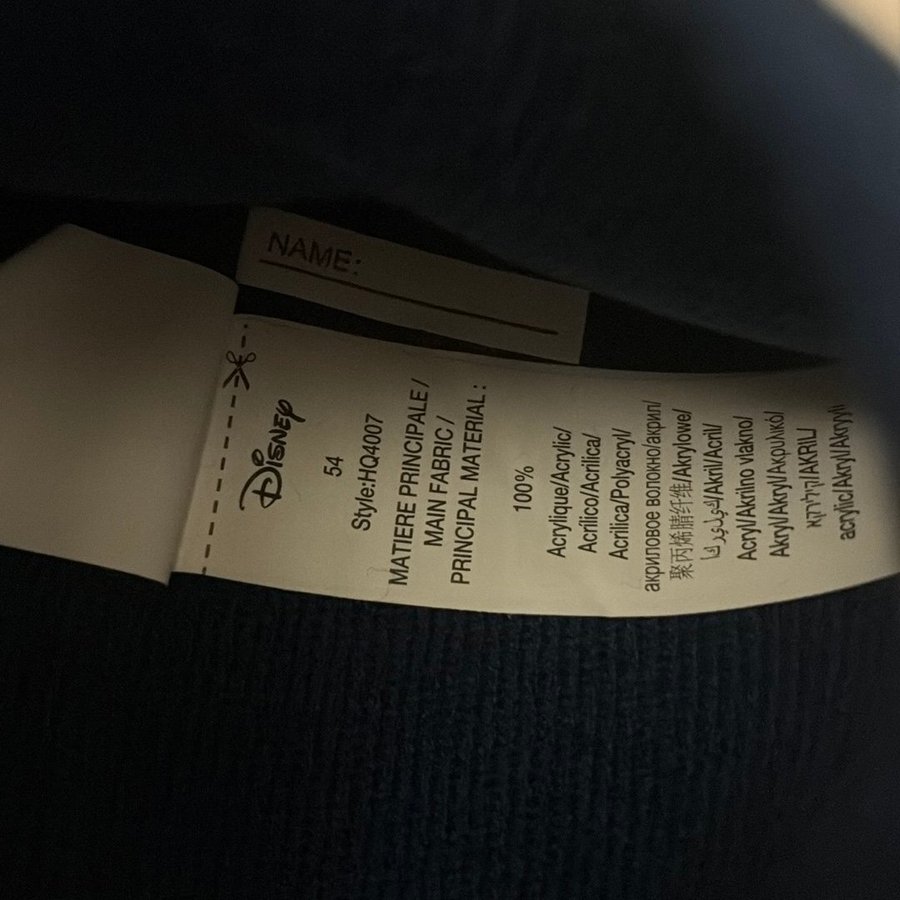 NAME:
Disney
54
Style:HQ4007
MATIERE PRINCIPALE/
MAIN FABRIC/
PRINCIPAL MATERIAL :
100%
Acrylique/Acrylic/
Acrílico/Acrilica/
Acrilica/Polyacryl/
акриловое волокно/акрил/
聚丙烯腈纤维/Akrylowe/
/Akril/Acril/
Acryl/Akrilno vlakno/
Akryl/Akryl/Ακρυλικό/
אקרילי/AKRILI
acrylic/Akryl/Akryyli